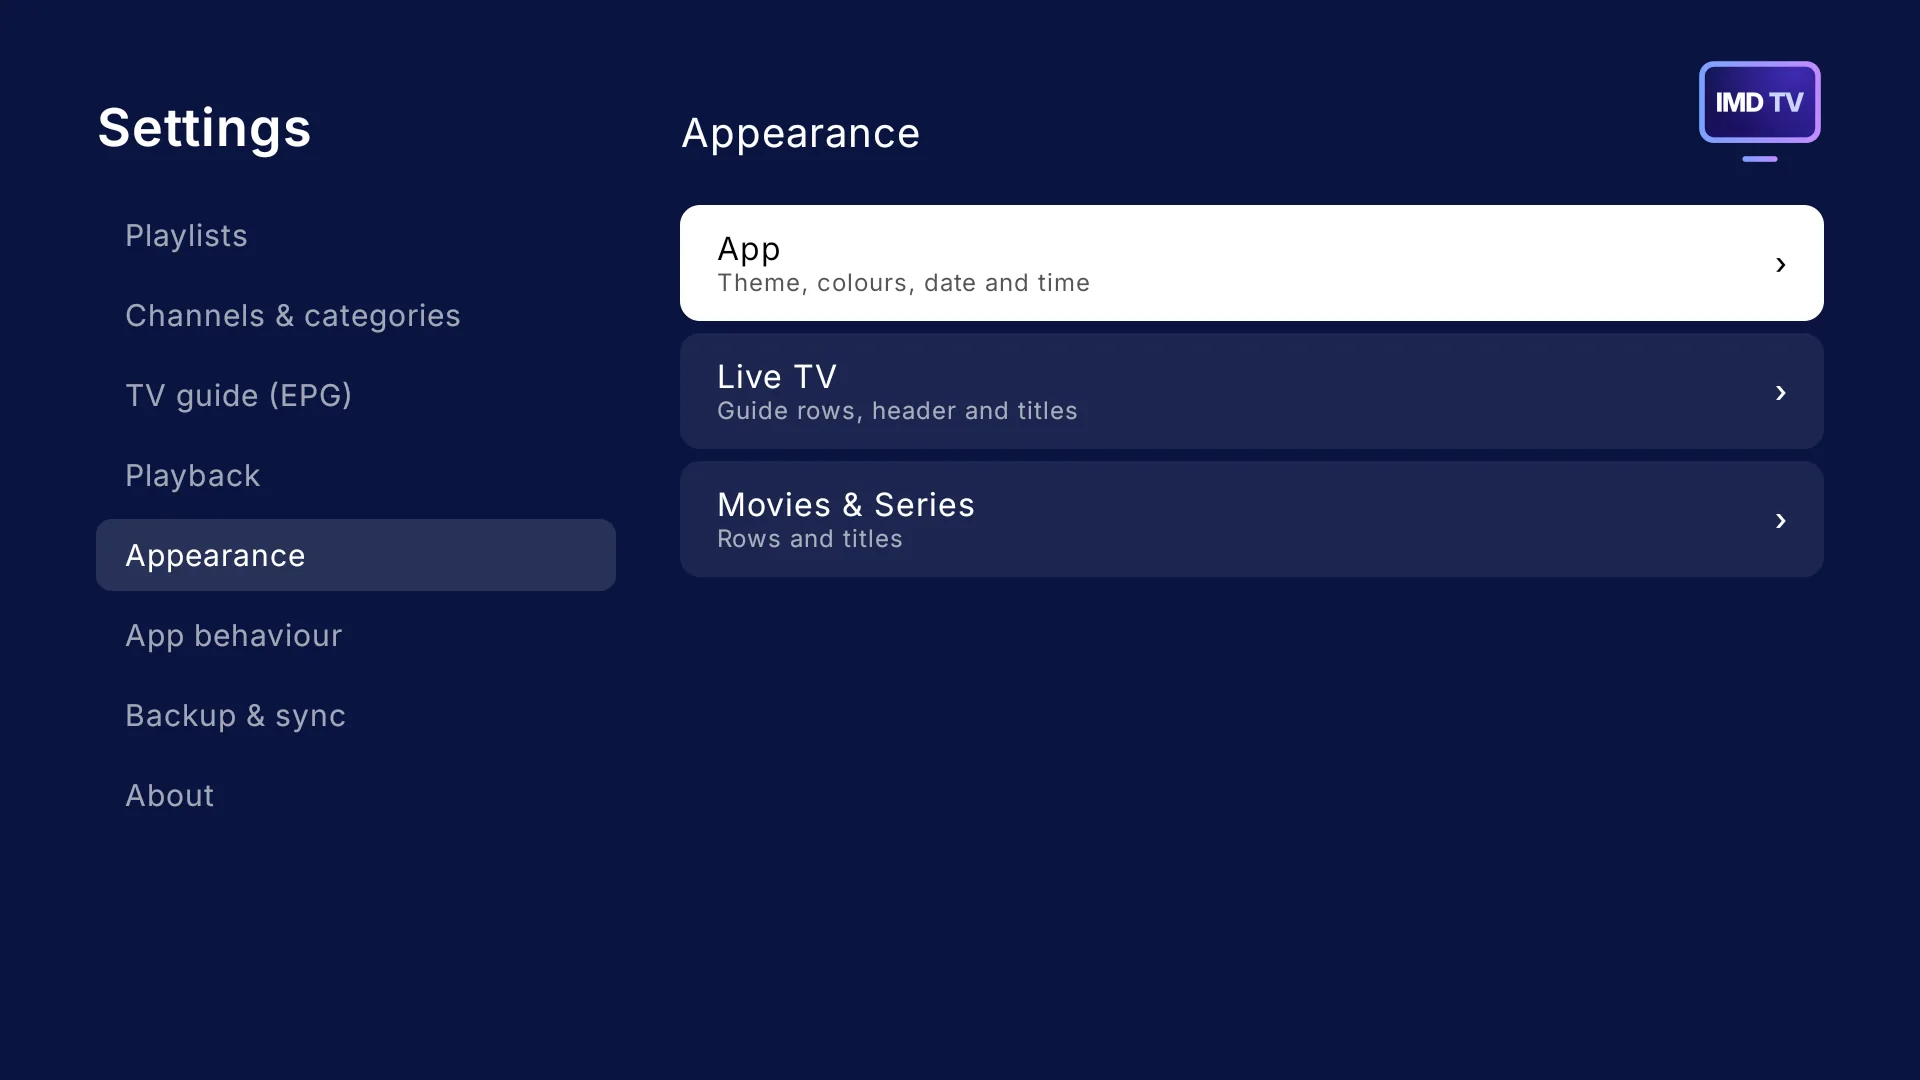 Settings
Playlists
Channels & categories
TV guide (EPG)
Playback
Appearance
App behaviour
Backup & sync
About
Appearance
IMD TV
App
Theme, colours, date and time
Live TV
Guide rows, header and titles
Movies & Series
Rows and titles